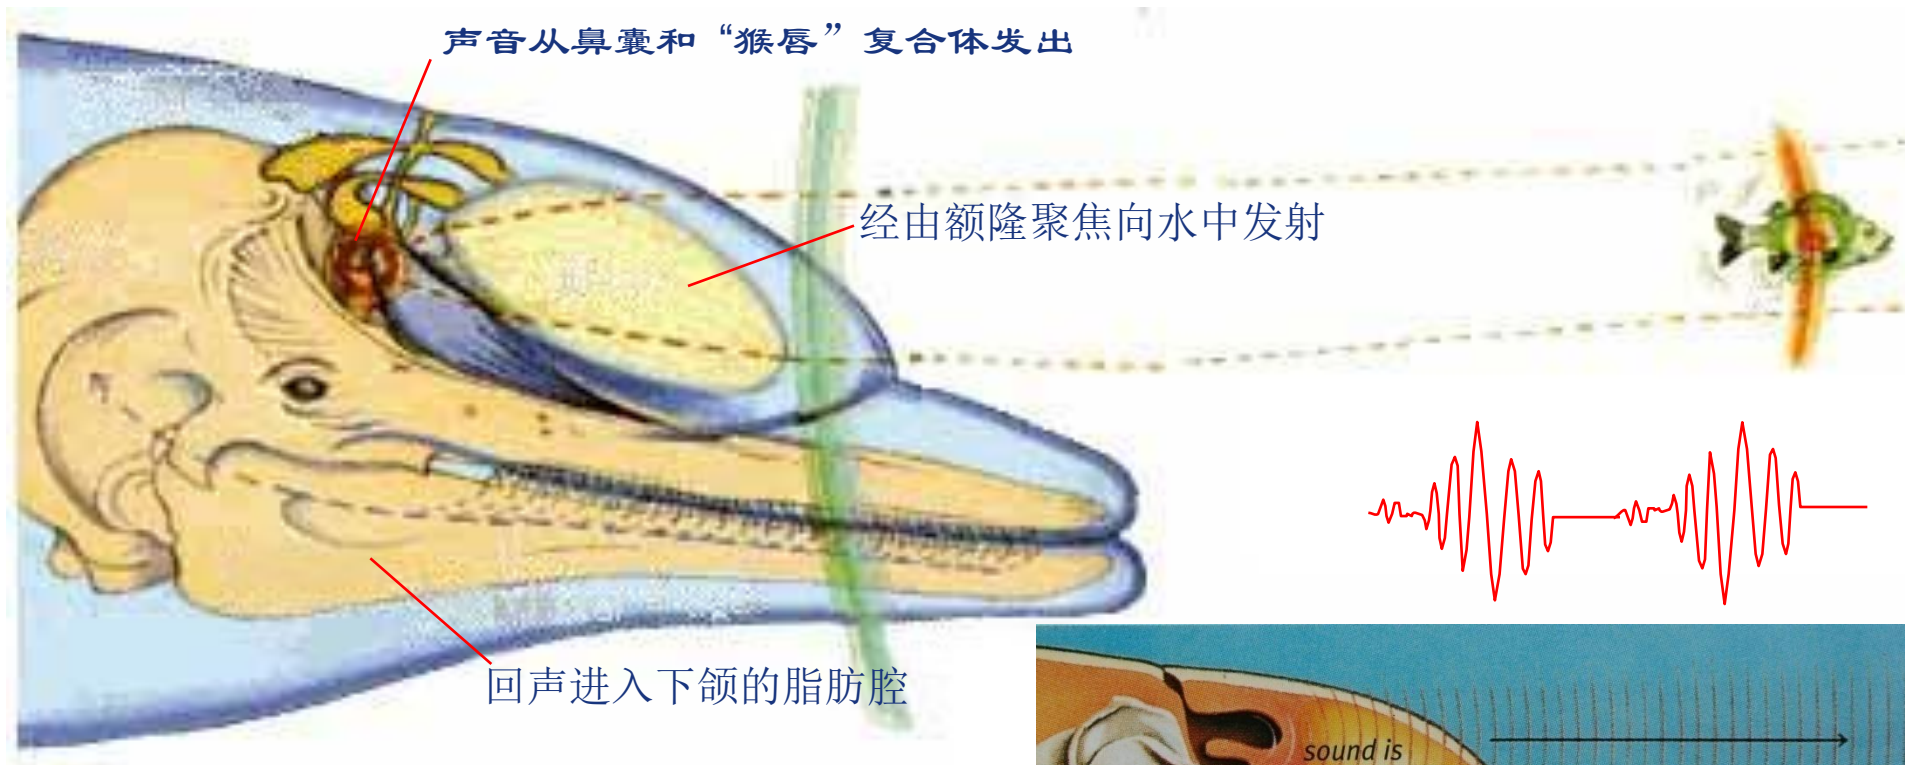 声音从鼻囊和“猴唇”复合体发出
经由额隆聚焦向水中发射
回声进入下颌的脂肪腔
sound is